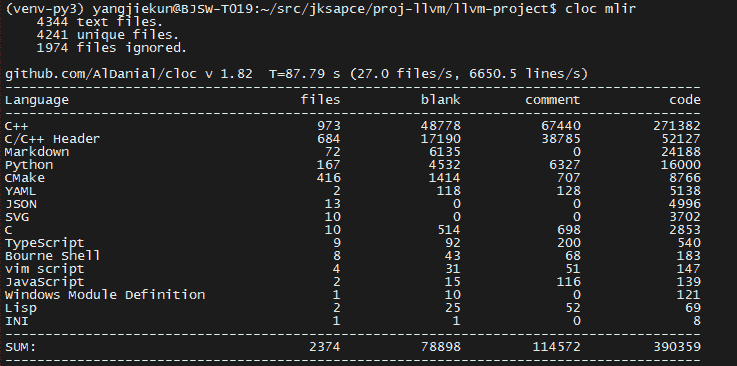 (venv-py3) yangjiekun@BJSW-T019:~/src/jksapce/proj-llvm/llvm-project$ cloc mlir
4344 text files.
4241 unique files.
1974 files ignored.
github.com/AlDanial/cloc v 1.82  T=87.79 s (27.0 files/s, 6650.5 lines/s)
-------------------------------------------------------------------------------
Language                     files          blank        comment           code
-------------------------------------------------------------------------------
C++                            973          48778          67440         271382
C/C++ Header                   684          17190          38785          52127
Markdown                        72           6135              0          24188
Python                         167           4532           6327          16000
CMake                          416           1414            707           8766
YAML                             2            118            128           5138
JSON                            13              0              0           4996
SVG                             10              0              0           3702
C                               10            514            698           2853
TypeScript                       9             92            200            540
Bourne Shell                     8             43             68            183
vim script                       4             31             51            147
JavaScript                       2             15            116            139
Windows Module Definition        1             10              0            121
Lisp                             2             25             52             69
INI                              1              1              0              8
-------------------------------------------------------------------------------
SUM:                          2374          78898         114572         390359
-------------------------------------------------------------------------------